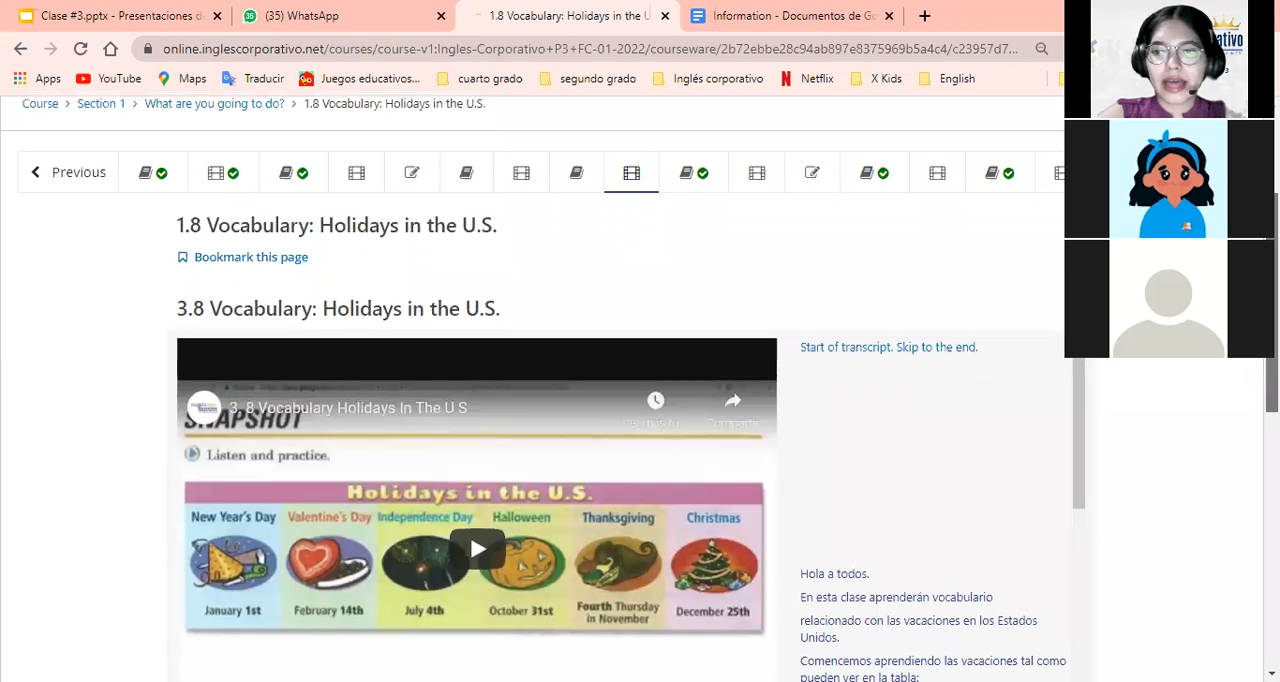 Clase #3.pptx - Presentaciones d
(35) WhatsApp
1.8 Vocabulary: Holidays in the U
Information - Documentos de Go
online.inglescorporativo.net/courses/course-v1:Ingles-Corporativo+P3+FC-01-2022/courseware/2b72ebbe28c94ab897e8375969b5a4c4/c23957d7...
Apps
YouTube
Maps
Traducir
Juegos educativos...
cuarto grado
segundo grado
Inglés corporativo
Netflix
X Kids
English
Course > Section 1 > What are you going to do? > 1.8 Vocabulary: Holidays in the U.S.
Previous
1.8 Vocabulary: Holidays in the U.S.
Bookmark this page
3.8 Vocabulary: Holidays in the U.S.
3. 8 Vocabulary Holidays In The U S
SNAPSHOT
Listen and practice.
Holidays in the U.S.
New Year's Day Valentine's Day Independence Day Halloween Thanksgiving Christmas
January 1st February 14th July 4th October 31st Fourth Thursday in November December 25th
Start of transcript. Skip to the end.
Hola a todos.
En esta clase aprenderán vocabulario
relacionado con las vacaciones en los Estados
Unidos.
Comencemos aprendiendo las vacaciones tal como
pueden ver en la tabla: